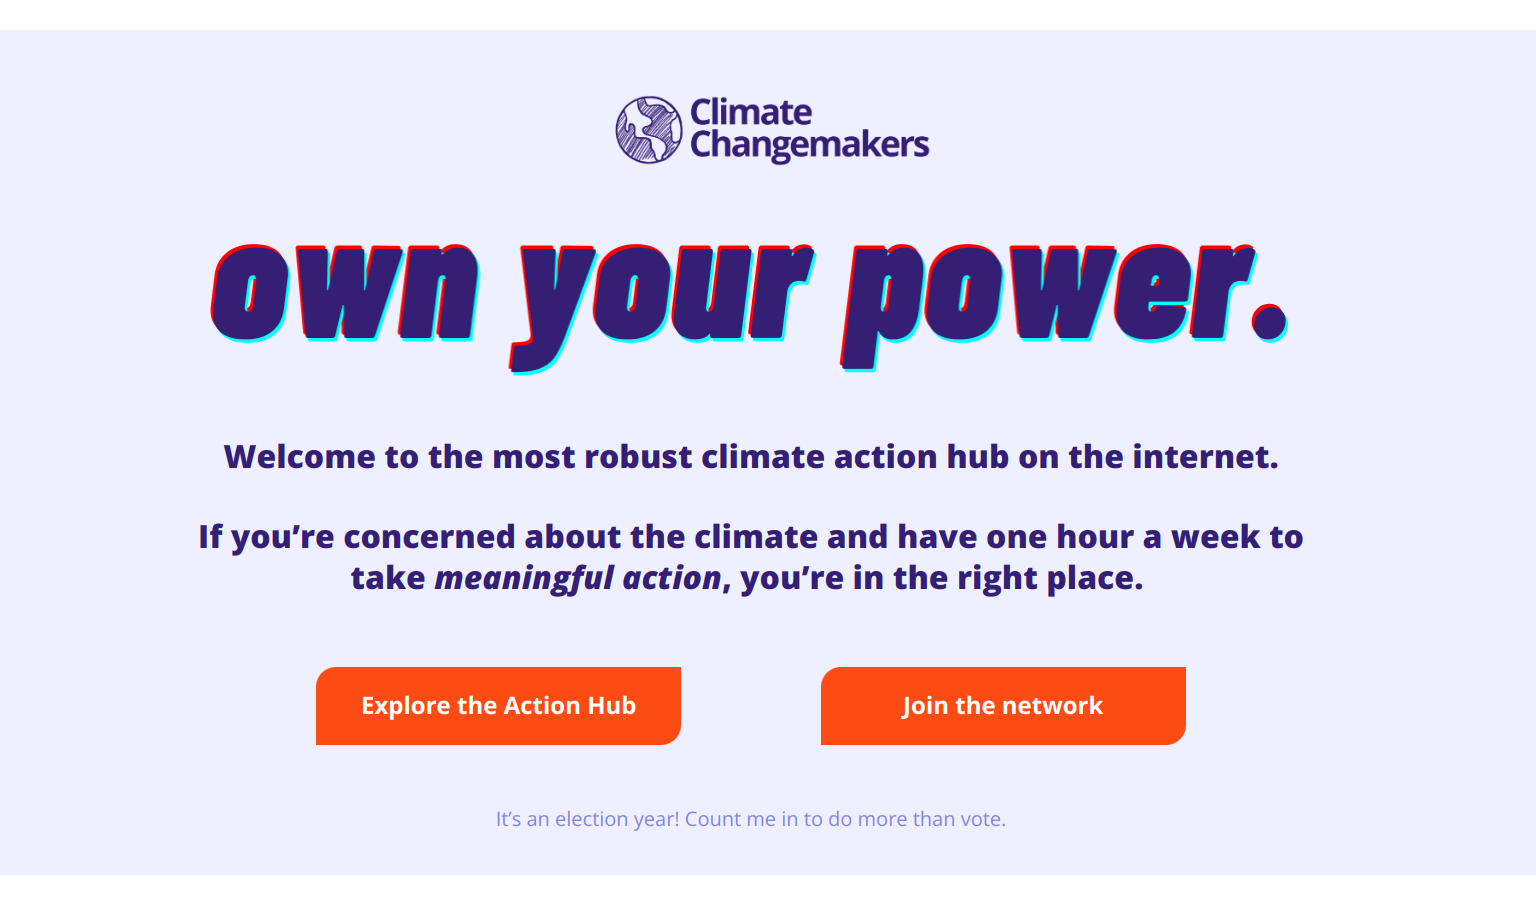 Climate
Changemakers
own your power.
Welcome to the most robust climate action hub on the internet.
If you’re concerned about the climate and have one hour a week to
take meaningful action, you’re in the right place.
Explore the Action Hub
Join the network
It’s an election year! Count me in to do more than vote.